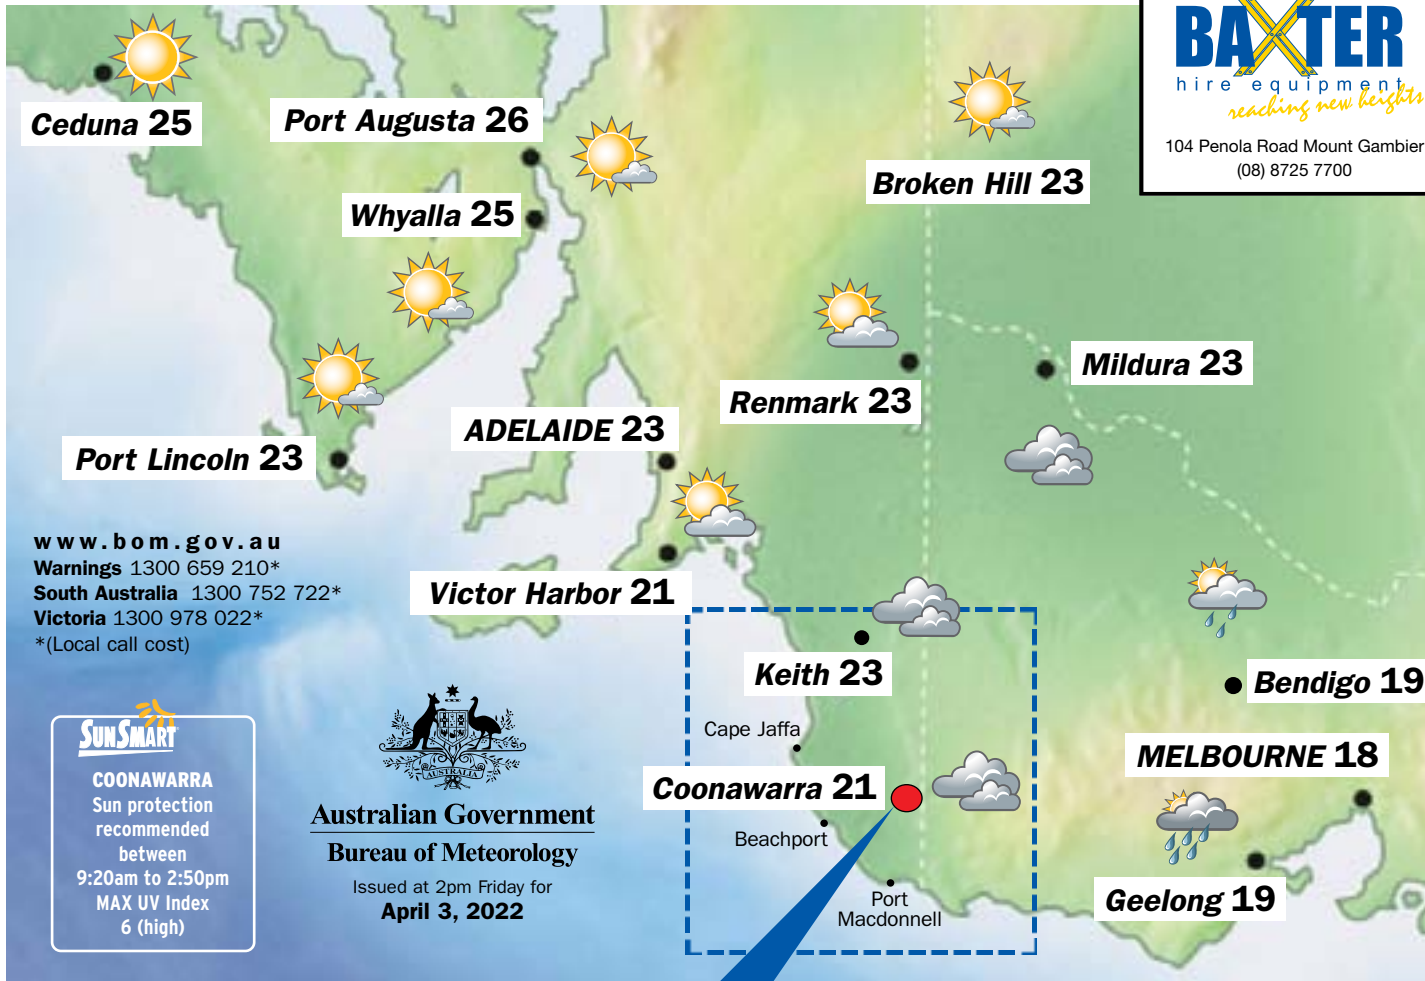 BAXTER
hire equipment
reaching new heights
104 Penola Road Mount Gambier
(08) 8725 7700
Ceduna 25
Port Augusta 26
Whyalla 25
Broken Hill 23
Renmark 23
Mildura 23
ADELAIDE 23
Port Lincoln 23
Victor Harbor 21
www.bom.gov.au
Warnings 1300 659 210*
South Australia 1300 752 722*
Victoria 1300 978 022*
*(Local call cost)
Keith 23
Cape Jaffa
Coonawarra 21
Beachport
Port
Macdonnell
Bendigo 19
MELBOURNE 18
Geelong 19
SUNSMART
COONAWARRA
Sun protection
recommended
between
9:20am to 2:50pm
MAX UV Index
6 (high)
AUSTRALIA
Australian Government
Bureau of Meteorology
Issued at 2pm Friday for
April 3, 2022